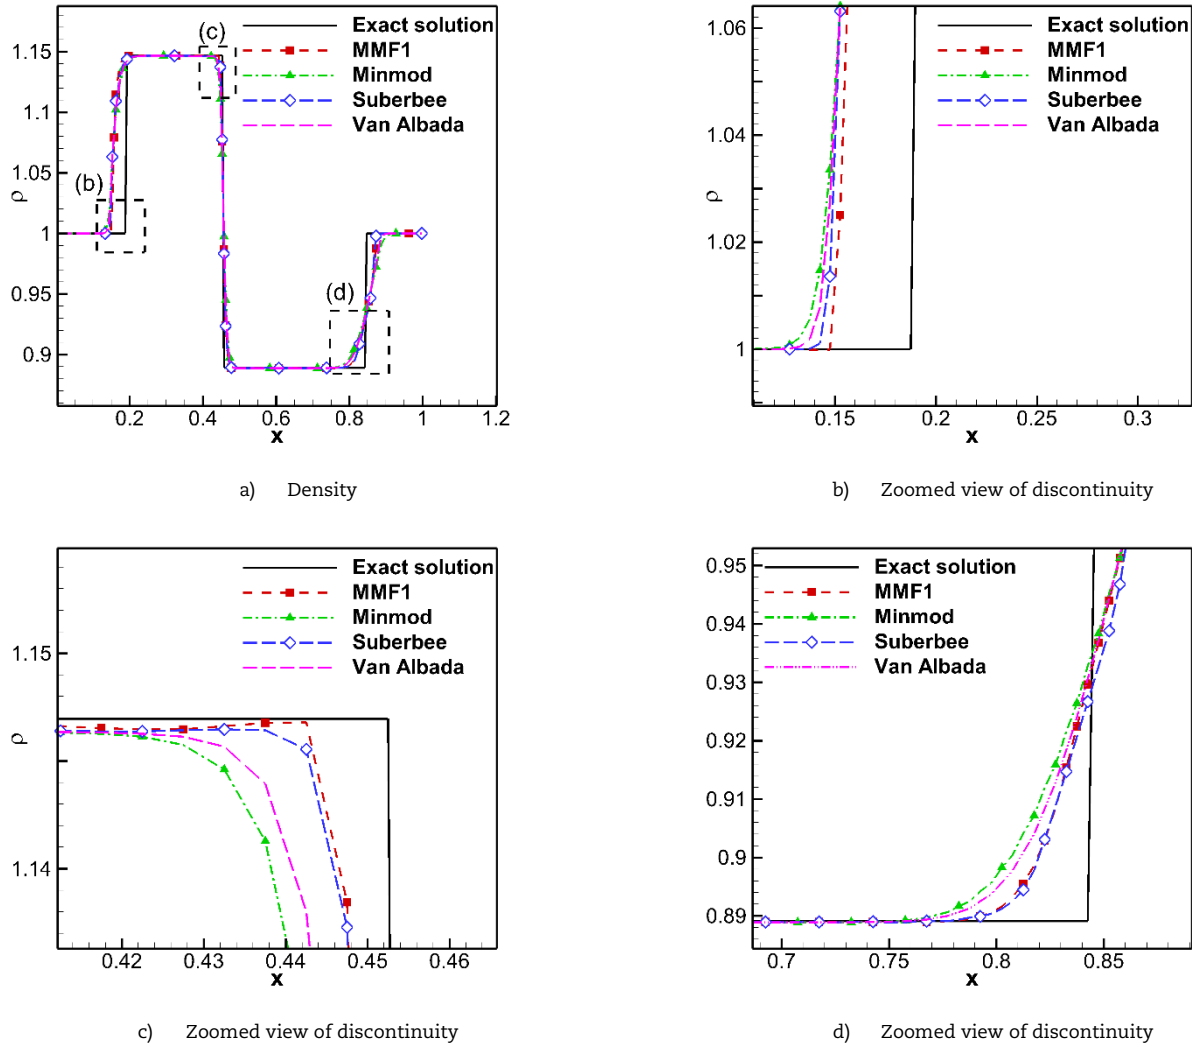 Exact solution
MMF1
Minmod
Suberbee
Van Albada
(c)
(b)
(d)
1.15
1.1
1.05
1
0.95
0.9
ρ
0.2 0.4 0.6 0.8 1 1.2
x
a) Density
Exact solution
MMF1
Minmod
Suberbee
Van Albada
1.06
1.04
1.02
1
ρ
0.15 0.2 0.25 0.3
x
b) Zoomed view of discontinuity
Exact solution
MMF1
Minmod
Suberbee
Van Albada
1.15
1.14
ρ
0.42 0.43 0.44 0.45 0.46
x
c) Zoomed view of discontinuity
Exact solution
MMF1
Minmod
Suberbee
Van Albada
0.95
0.94
0.93
0.92
0.91
0.9
0.89
ρ
0.7 0.75 0.8 0.85
x
d) Zoomed view of discontinuity